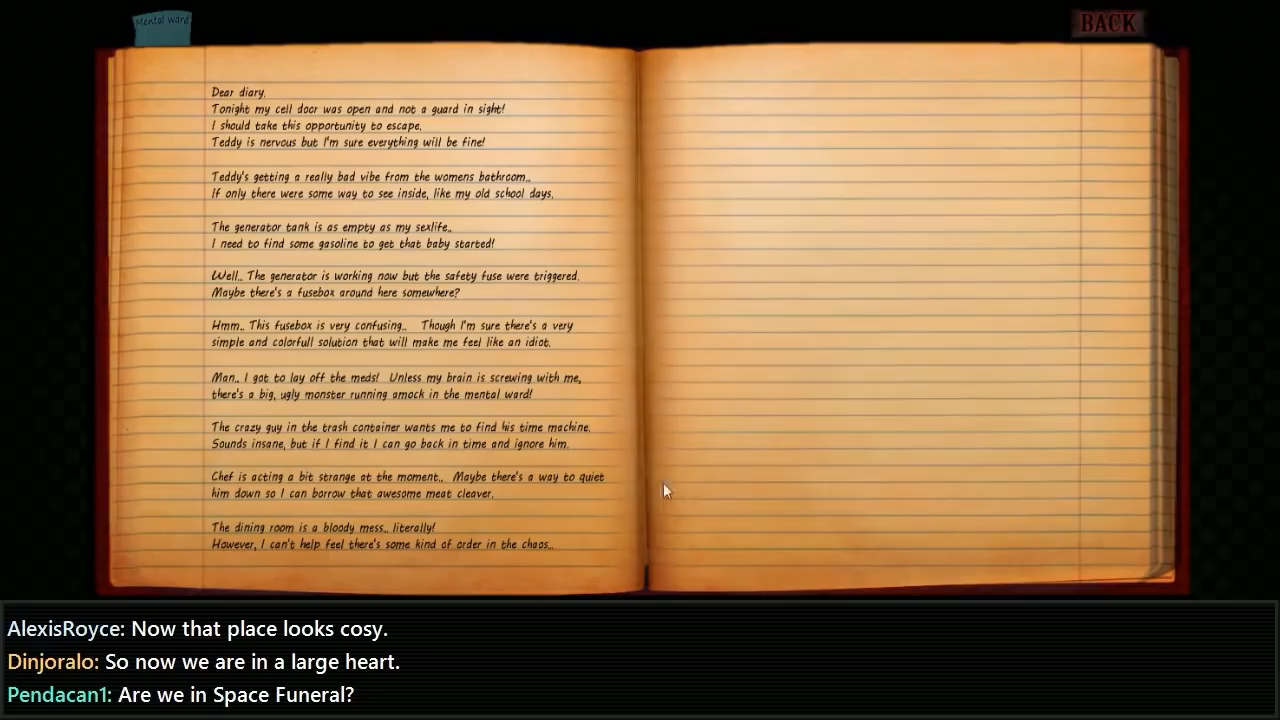 Mental ward
BACK
Dear diary.
Tonight my cell door was open and not a guard in sight!
I should take this opportunity to escape.
Teddy is nervous but I'm sure everything will be fine!
Teddy's getting a really bad vibe from the womens bathroom..
If only there were some way to see inside, like my old school days.
The generator tank is as empty as my sexlife..
I need to find some gasoline to get that baby started!
Well.. The generator is working now but the safety fuse were triggered.
Maybe there's a fusebox around here somewhere?
Hmm.. This fusebox is very confusing.. Though I'm sure there's a very
simple and colorfull solution that will make me feel like an idiot.
Man.. I got to lay off the meds! Unless my brain is screwing with me,
there's a big, ugly monster running amock in the mental ward!
The crazy guy in the trash container wants me to find his time machine.
Sounds insane, but if I find it I can go back in time and ignore him.
Chef is acting a bit strange at the moment.. Maybe there's a way to quiet
him down so I can borrow that awesome meat cleaver.
The dining room is a bloody mess.. literally!
However, I can't help feel there's some kind of order in the chaos...
AlexisRoyce: Now that place looks cosy.
Dinjoralo: So now we are in a large heart.
Pendacan1: Are we in Space Funeral?